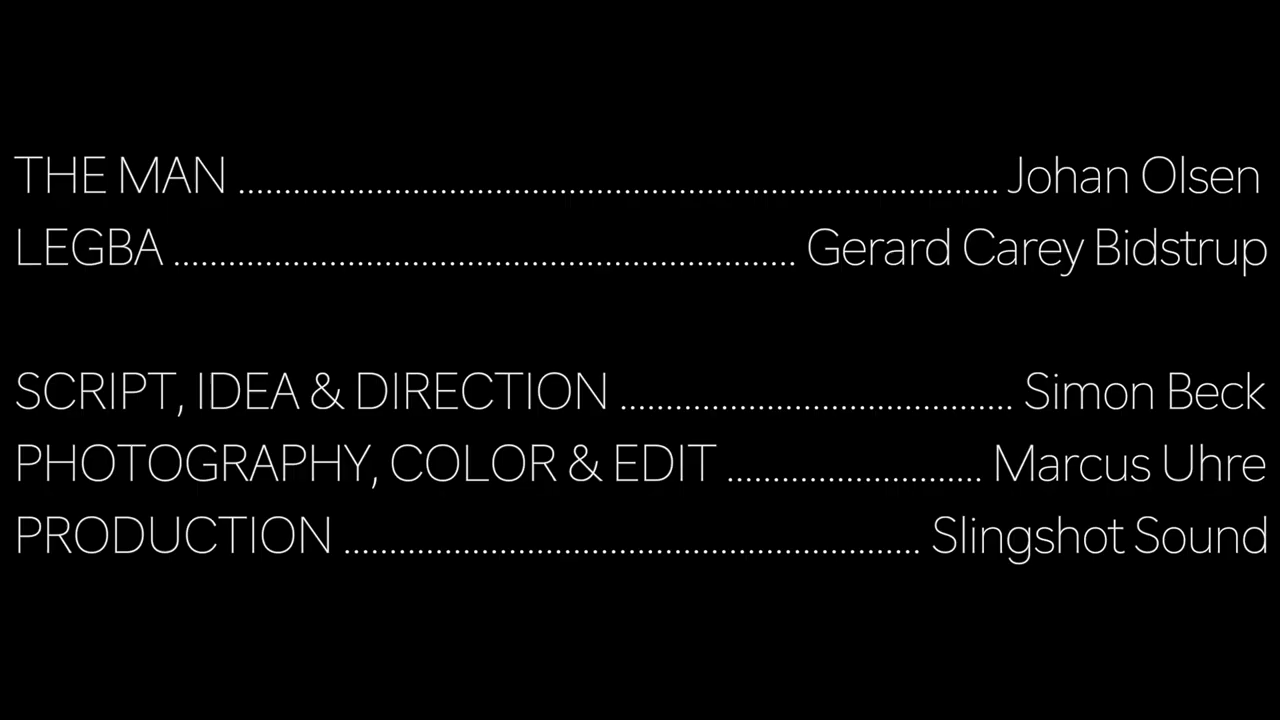 THE MAN ........................................................................................ Johan Olsen
LEGBA ........................................................................ Gerard Carey Bidstrup
SCRIPT, IDEA & DIRECTION ............................................. Simon Beck
PHOTOGRAPHY, COLOR & EDIT ............................. Marcus Uhre
PRODUCTION .................................................................. Slingshot Sound